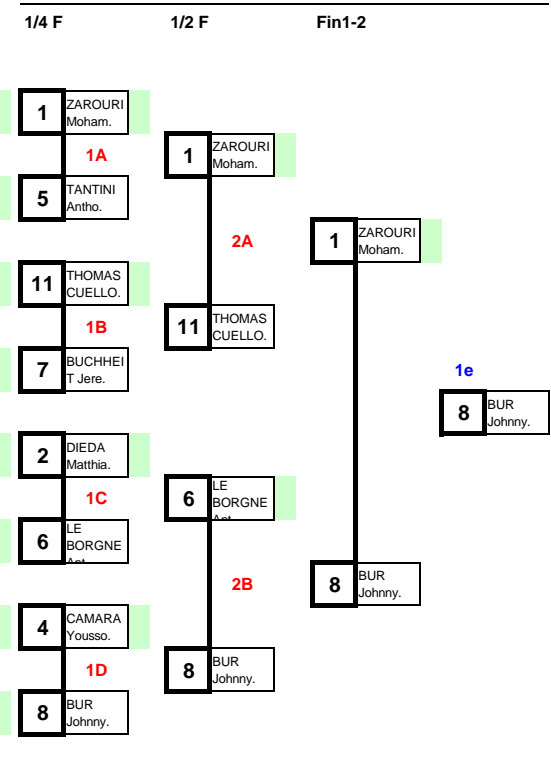 1/4 F
1/2 F
Fin1-2
1
ZAROURI
Moham.
1A
5
TANTINI
Antho.
11
THOMAS
CUELLO.
1B
7
BUCHHEI
T Jere.
2
DIEDA
Matthia.
1C
6
LE
BORGNE
4
CAMARA
Yousso.
1D
8
BUR
Johnny.
1
ZAROURI
Moham.
2A
11
THOMAS
CUELLO.
6
LE
BORGNE
2B
8
BUR
Johnny.
1
ZAROURI
Moham.
8
BUR
Johnny.
1e
8
BUR
Johnny.